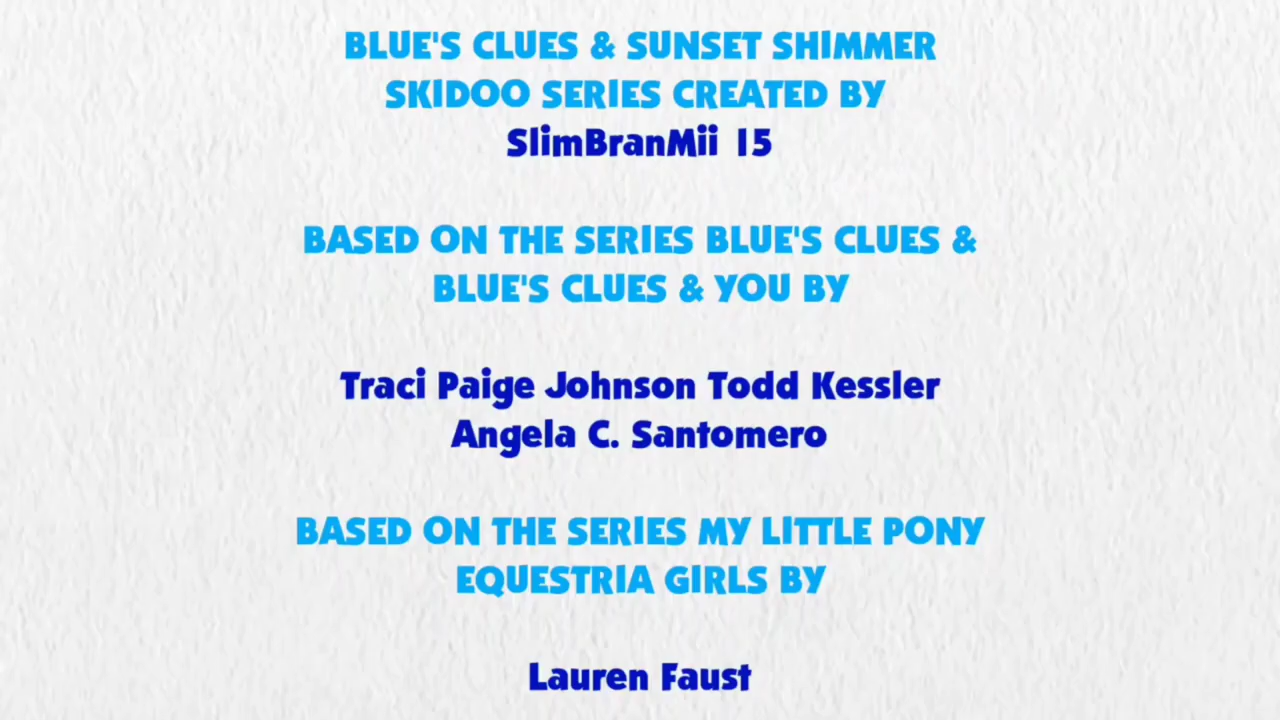 BLUE'S CLUES & SUNSET SHIMMER
SKIDOO SERIES CREATED BY
SlimBranMii 15
BASED ON THE SERIES BLUE'S CLUES &
BLUE'S CLUES & YOU BY
Traci Paige Johnson Todd Kessler
Angela C. Santomero
BASED ON THE SERIES MY LITTLE PONY
EQUESTRIA GIRLS BY
Lauren Faust